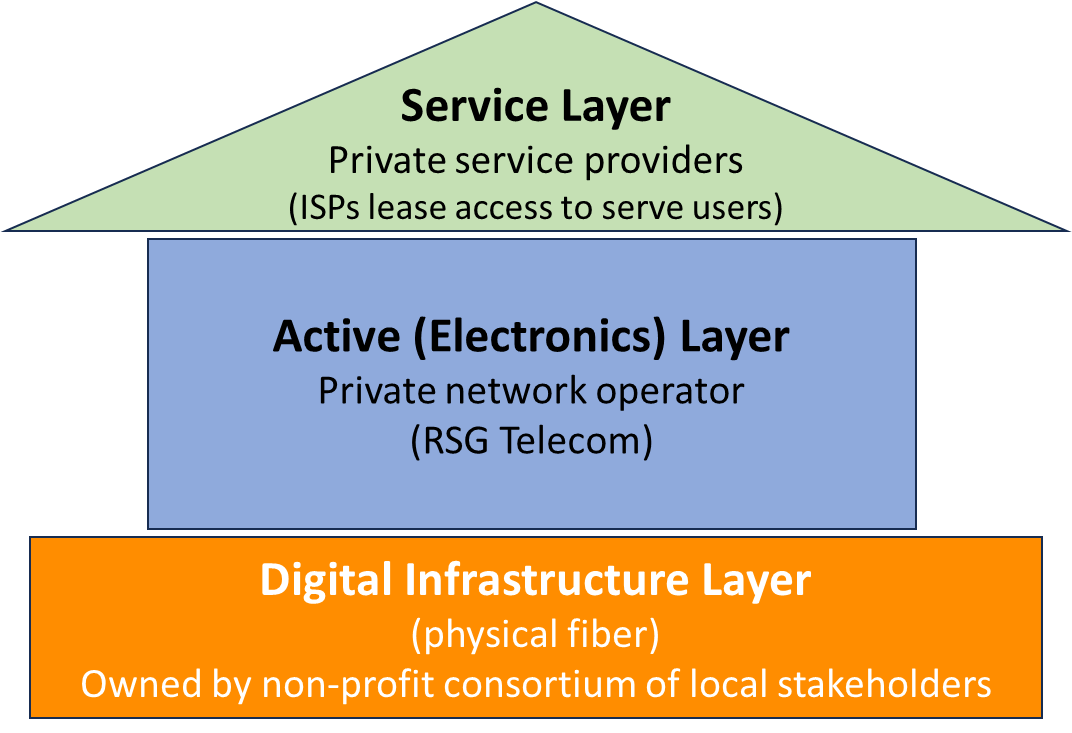 Service Layer
Private service providers
(ISPs lease access to serve users)
Active (Electronics) Layer
Private network operator
(RSG Telecom)
Digital Infrastructure Layer
(physical fiber)
Owned by non-profit consortium of local stakeholders